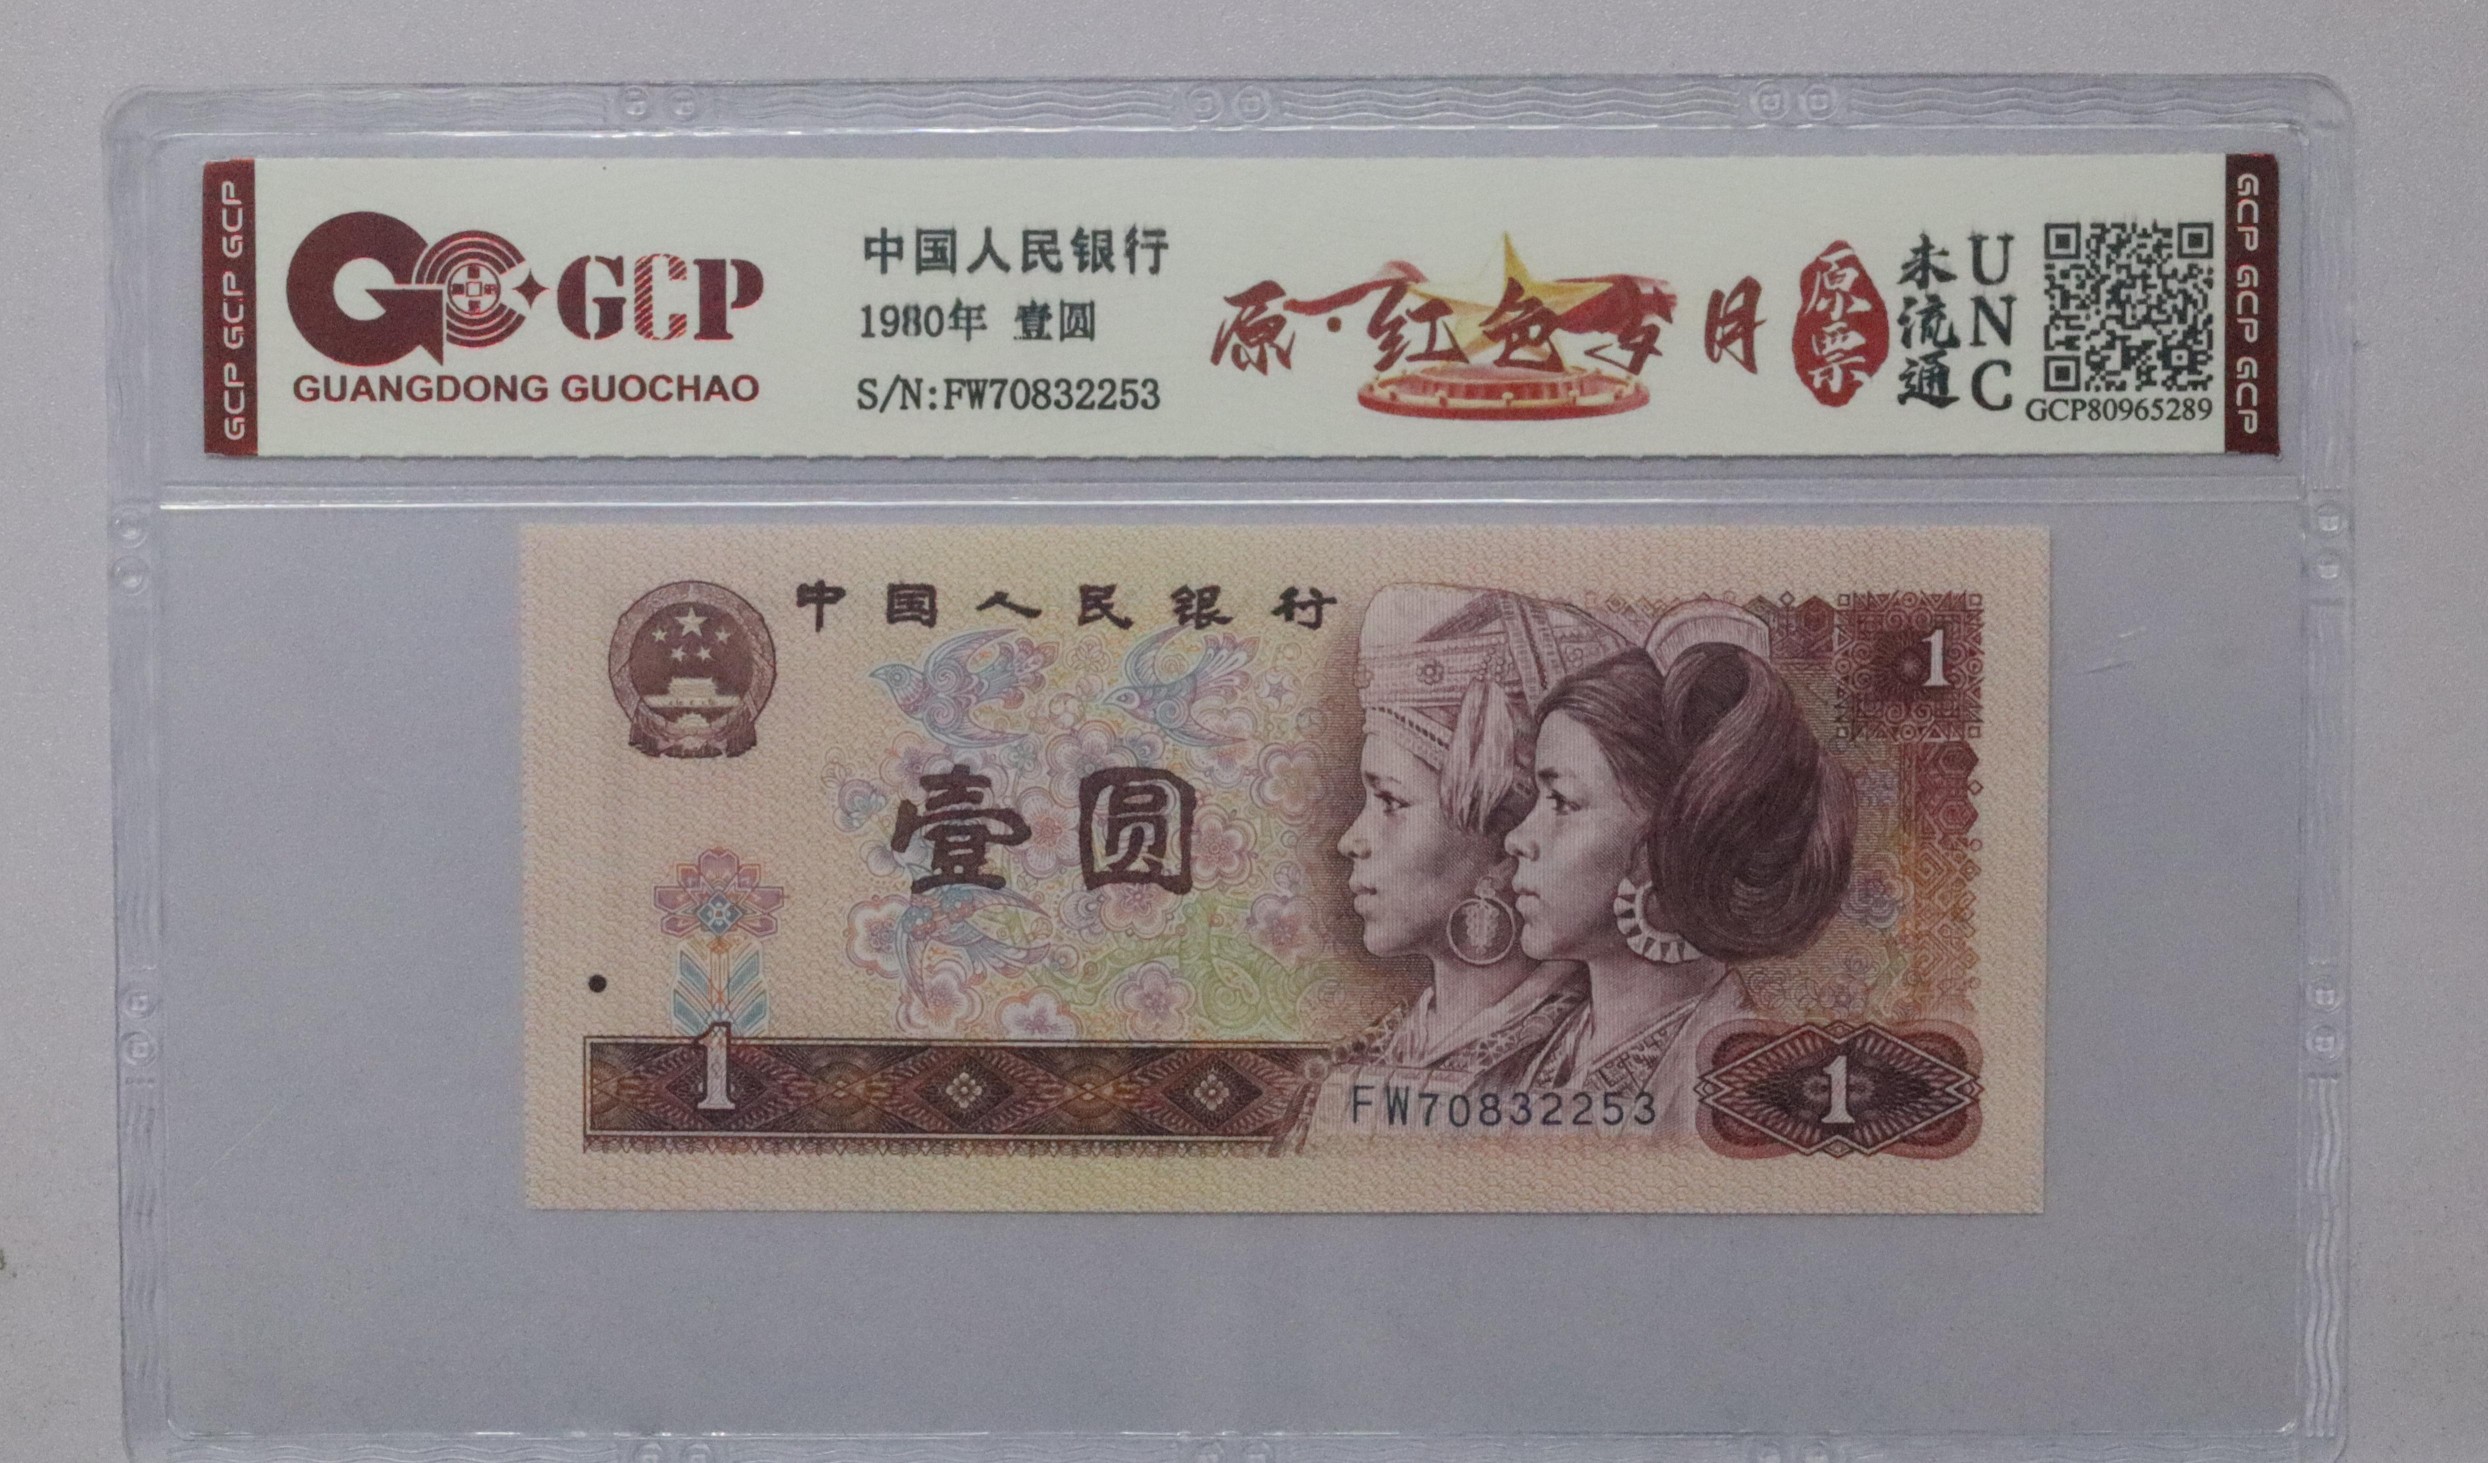 GCP GCP GCP
GCP
GUANGDONG GUOCHAO
中国人民银行
1980年 壹圆
S/N:FW70832253
原·红色岁月
原票
未流通
UNC
GCP80965289
GCP GCP GCP
中国人民银行
1
壹圆
1
FW70832253
1